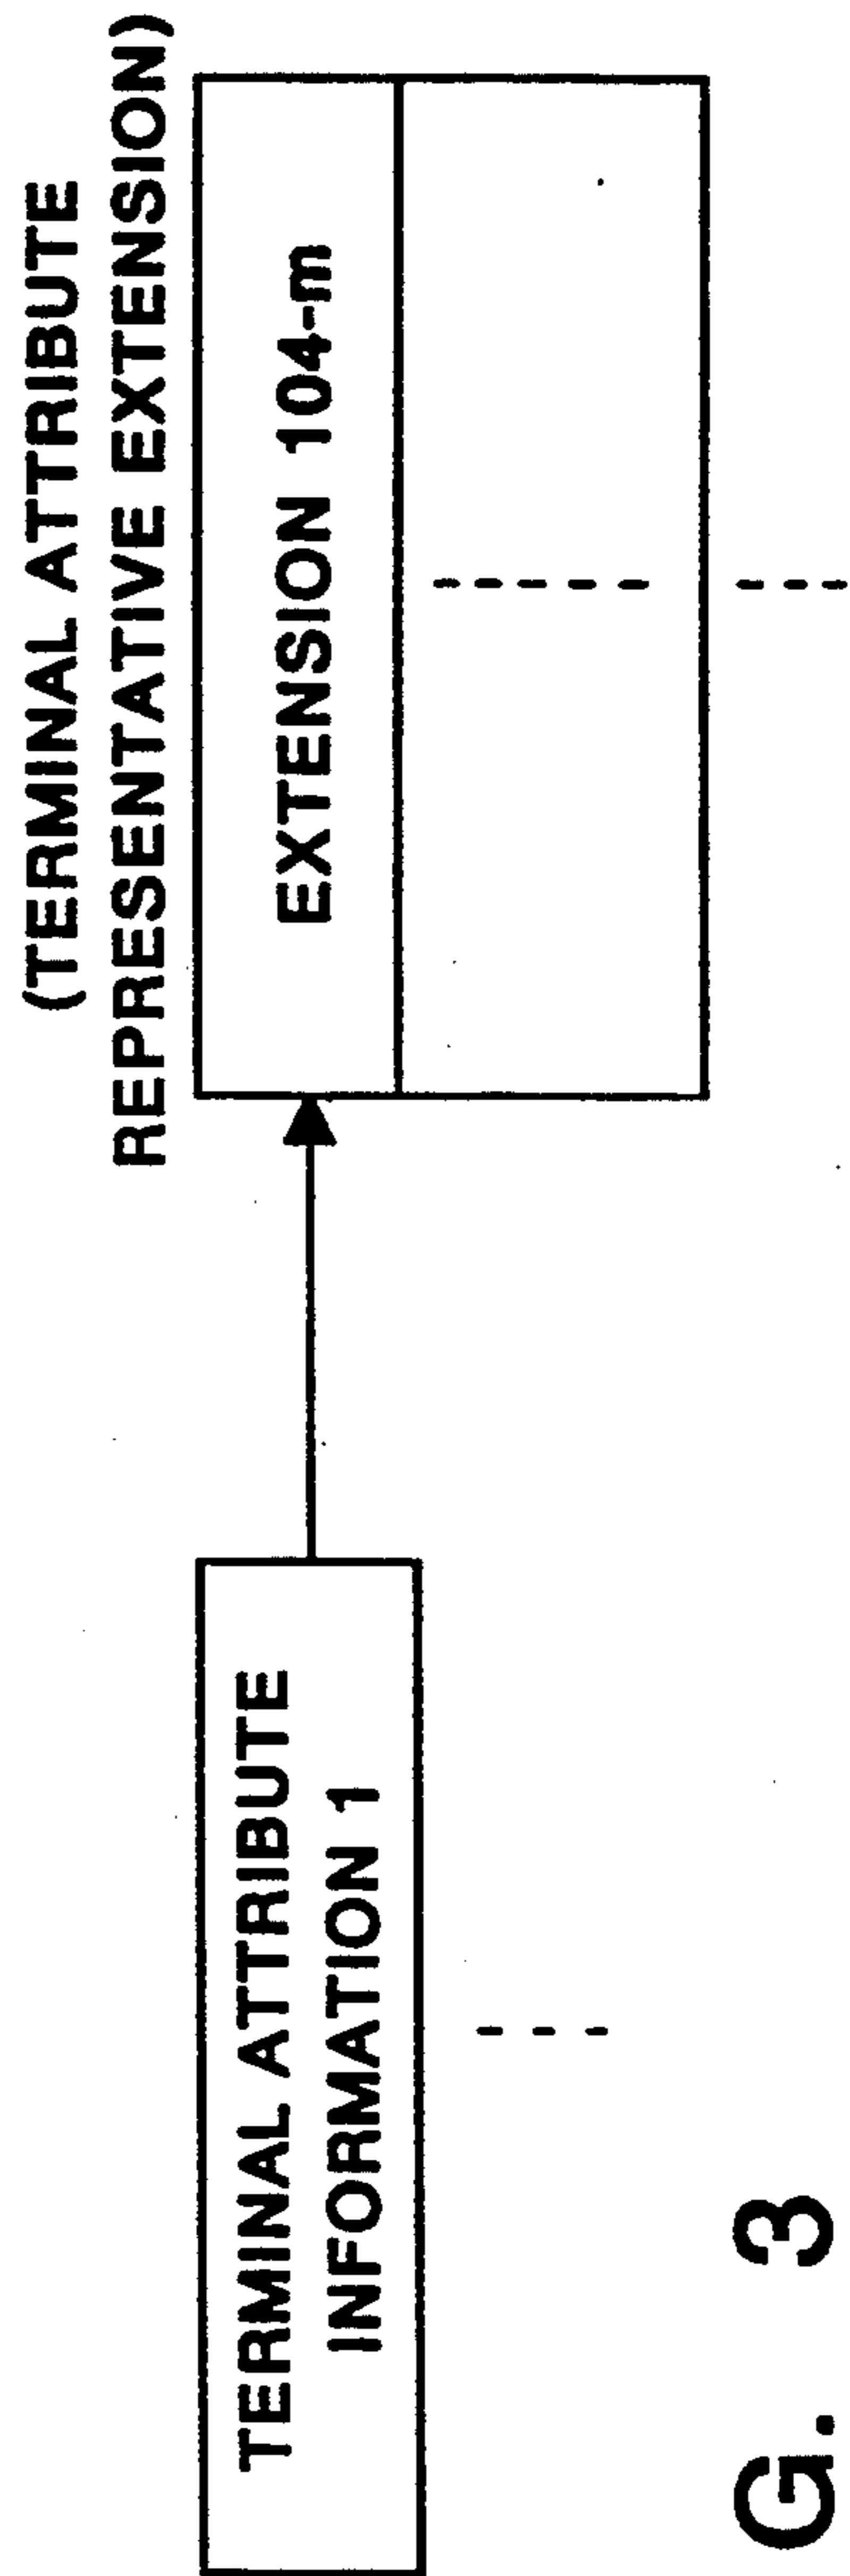 (TERMINAL ATTRIBUTE
REPRESENTATIVE EXTENSION)
TERMINAL ATTRIBUTE
INFORMATION 1
EXTENSION 104-m
G. 3